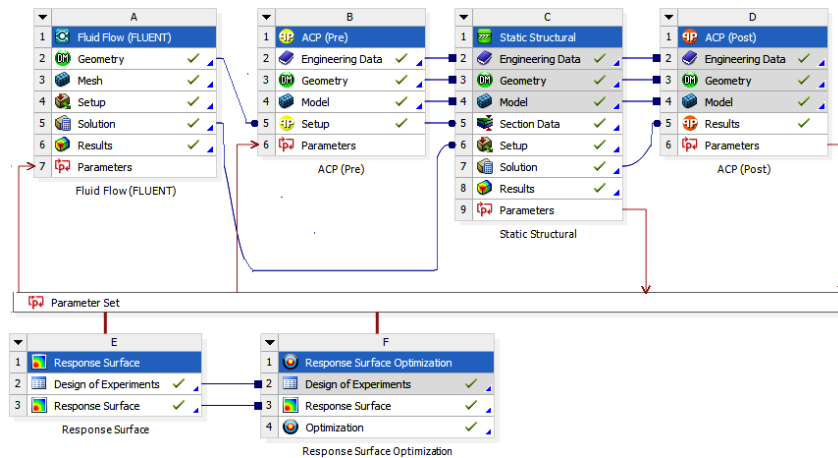 A
1 Fluid Flow (FLUENT)
2 Geometry
3 Mesh
4 Setup
5 Solution
6 Results
7 Parameters
Fluid Flow (FLUENT)
B
1 ACP (Pre)
2 Engineering Data
3 Geometry
4 Model
5 Setup
6 Parameters
ACP (Pre)
C
1 Static Structural
2 Engineering Data
3 Geometry
4 Model
5 Section Data
6 Setup
7 Solution
8 Results
9 Parameters
Static Structural
D
1 ACP (Post)
2 Engineering Data
3 Geometry
4 Model
5 Results
6 Parameters
ACP (Post)
Parameter Set
E
1 Response Surface
2 Design of Experiments
3 Response Surface
Response Surface
F
1 Response Surface Optimization
2 Design of Experiments
3 Response Surface
4 Optimization
Response Surface Optimization